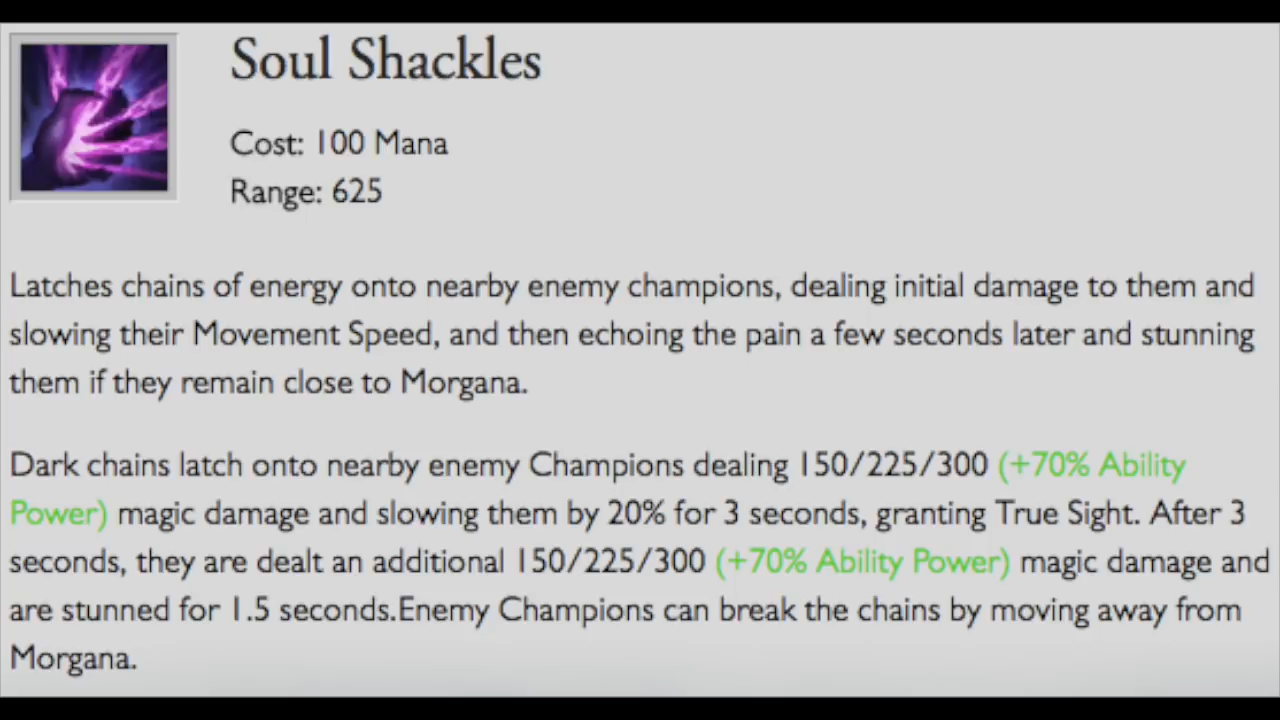 Soul Shackles
Cost: 100 Mana
Range: 625
Latches chains of energy onto nearby enemy champions, dealing initial damage to them and
slowing their Movement Speed, and then echoing the pain a few seconds later and stunning
them if they remain close to Morgana.
Dark chains latch onto nearby enemy Champions dealing 150/225/300 (+70% Ability
Power) magic damage and slowing them by 20% for 3 seconds, granting True Sight. After 3
seconds, they are dealt an additional 150/225/300 (+70% Ability Power) magic damage and
are stunned for 1.5 seconds.Enemy Champions can break the chains by moving away from
Morgana.